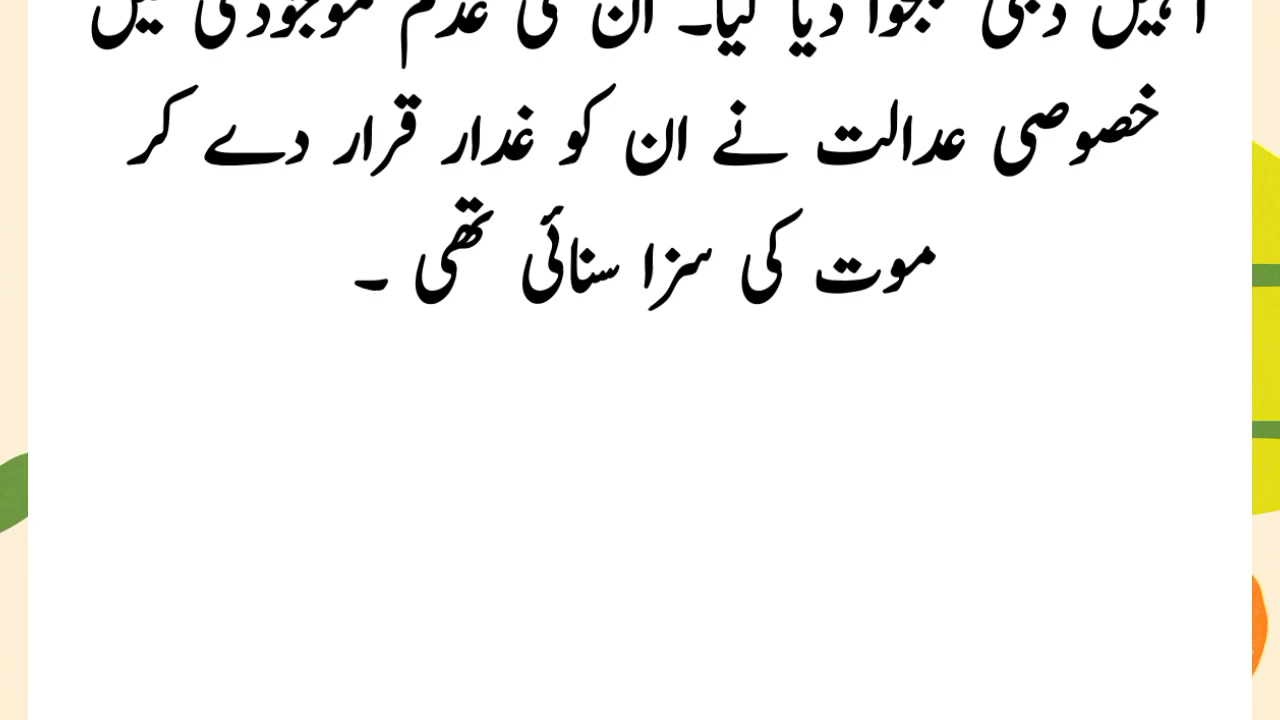 انہیں دبئی بھجوا دیا گیا۔ ان کی عدم موجودگی میں
خصوصی عدالت نے ان کو غدار قرار دے کر
موت کی سزا سنائی تھی ۔